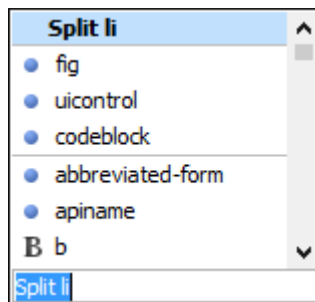 Split li
fig
uicontrol
codeblock
abbreviated-form
apiname
B b
Split li